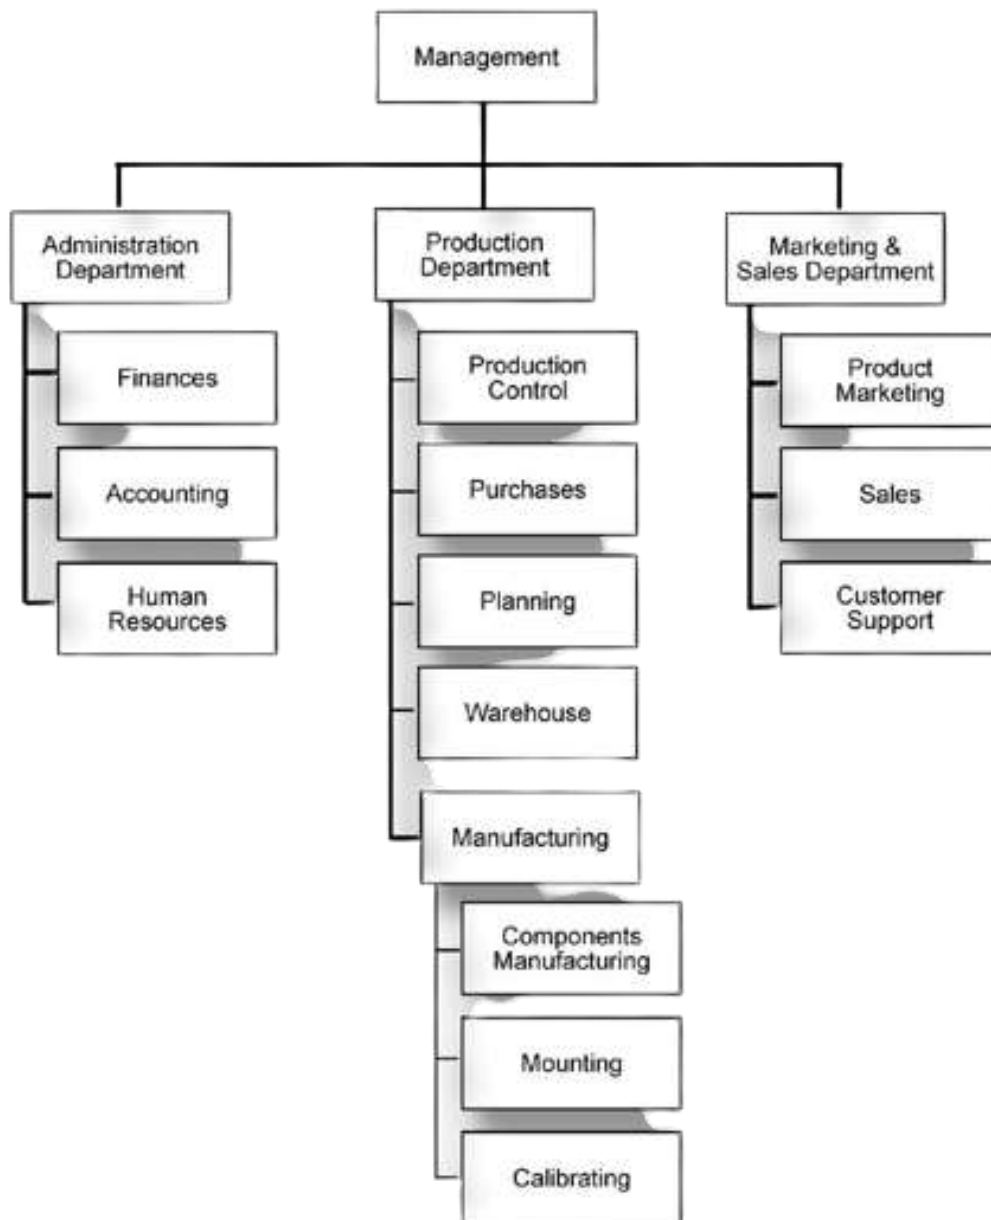 Management
Administration
Department
Finances
Accounting
Human
Resources
Production
Department
Production
Control
Purchases
Planning
Warehouse
Manufacturing
Components
Manufacturing
Mounting
Calibrating
Marketing &
Sales Department
Product
Marketing
Sales
Customer
Support